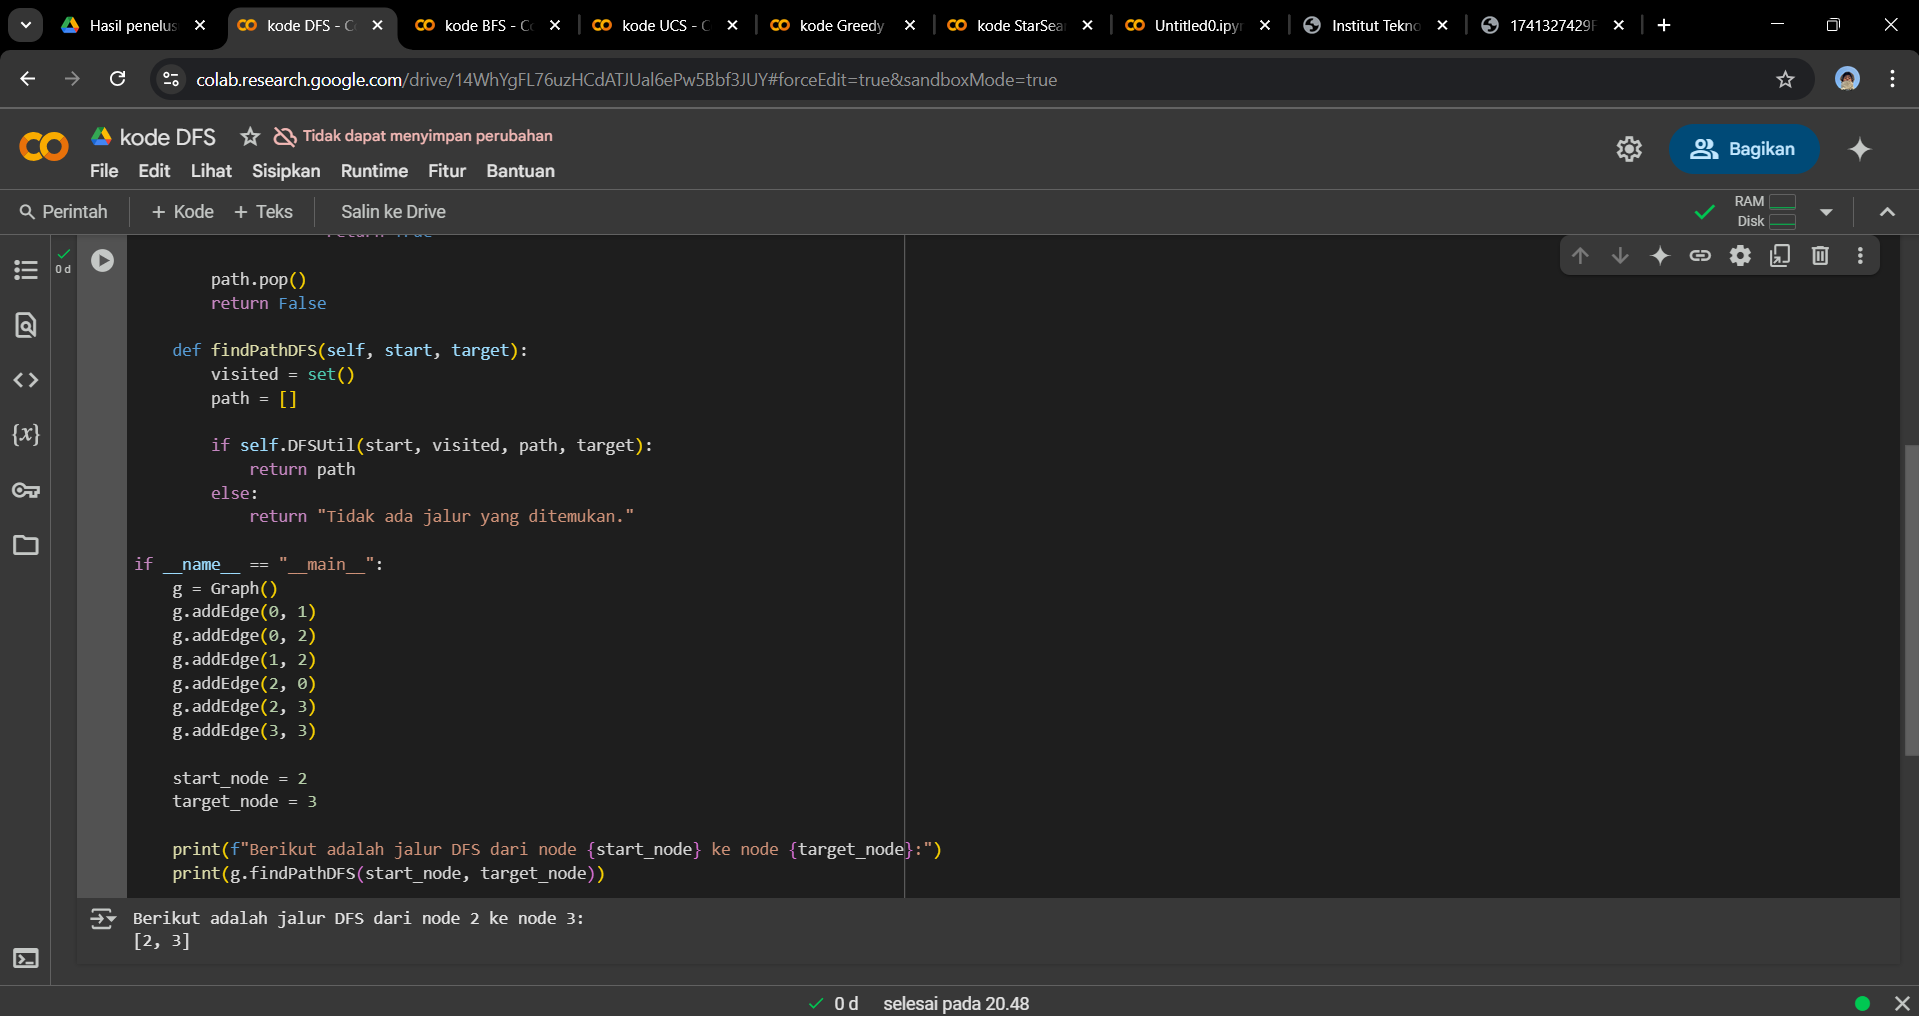 Hasil penelus
kode DFS - C
kode BFS - C
kode UCS - C
kode Greedy
kode StarSea
Untitled0.ipy
Institut Tekno
1741327429
colab.research.google.com/drive/14WhYgFL76uzHCdATJUal6ePw5Bbf3JUY#forceEdit=true&sandboxMode=true
kode DFS
Tidak dapat menyimpan perubahan
File Edit Lihat Sisipkan Runtime Fitur Bantuan
Bagikan
Perintah
+ Kode + Teks
Salin ke Drive
RAM
Disk
0 d
return True
path.pop()
return False
def findPathDFS(self, start, target):
visited = set()
path = []
if self.DFSUtil(start, visited, path, target):
return path
else:
return "Tidak ada jalur yang ditemukan."
if __name__ == "__main__":
g = Graph()
g.addEdge(0, 1)
g.addEdge(0, 2)
g.addEdge(1, 2)
g.addEdge(2, 0)
g.addEdge(2, 3)
g.addEdge(3, 3)
start_node = 2
target_node = 3
print(f"Berikut adalah jalur DFS dari node {start_node} ke node {target_node}:")
print(g.findPathDFS(start_node, target_node))
Berikut adalah jalur DFS dari node 2 ke node 3:
[2, 3]
0 d selesai pada 20.48